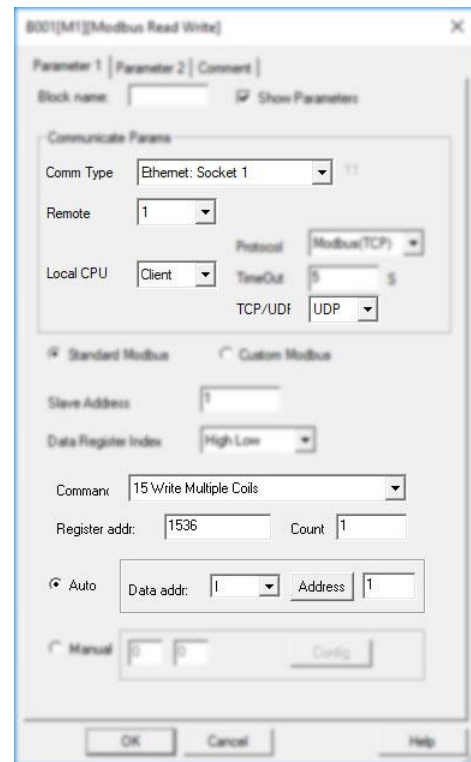 B001[M1][Modbus Read Write]
Parameter 1 Parameter 2 Comment
Block name: Show Parameters
Communicate Params
Comm Type Ethernet: Socket 1 11
Remote 1
Protocol Modbus(TCP)
Local CPU Client TimeOut 5 S
TCP/UDF UDP
Standard Modbus Custom Modbus
Slave Address 1
Data Register Index High Low
Comman 15 Write Multiple Coils
Register addr: 1536 Count 1
Auto Data addr: I Address 1
Manual 0 0 Config
OK Cancel Help